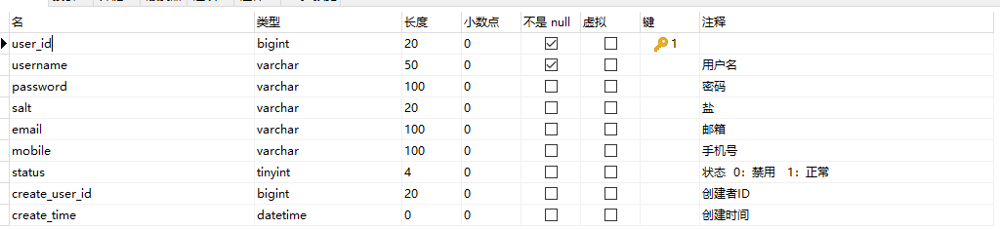 名 类型 长度 小数点 不是 null 虚拟 键 注释
user_id bigint 20 0 1
username varchar 50 0 用户名
password varchar 100 0 密码
salt varchar 20 0 盐
email varchar 100 0 邮箱
mobile varchar 100 0 手机号
status tinyint 4 0 状态 0：禁用 1：正常
create_user_id bigint 20 0 创建者ID
create_time datetime 0 0 创建时间